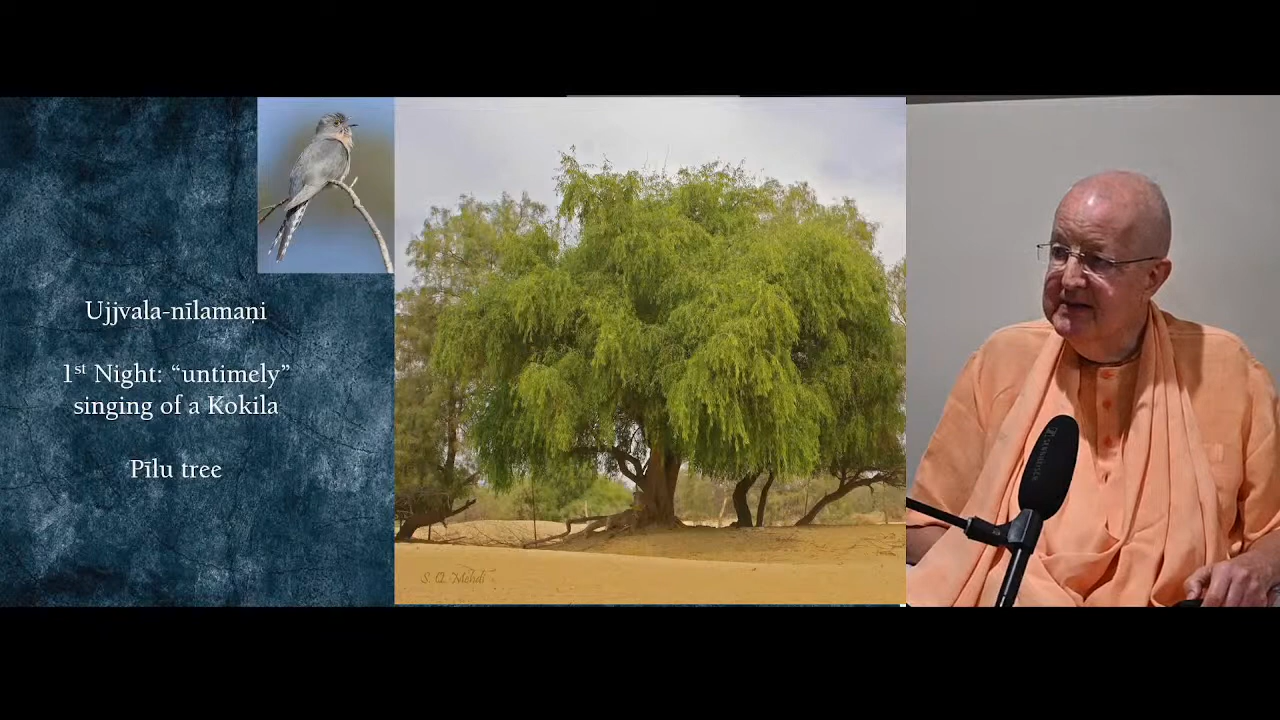 Ujjvala-nīlamaṇi
1st Night: “untimely”
singing of a Kokila
Pīlu tree
S. A. Mehdi